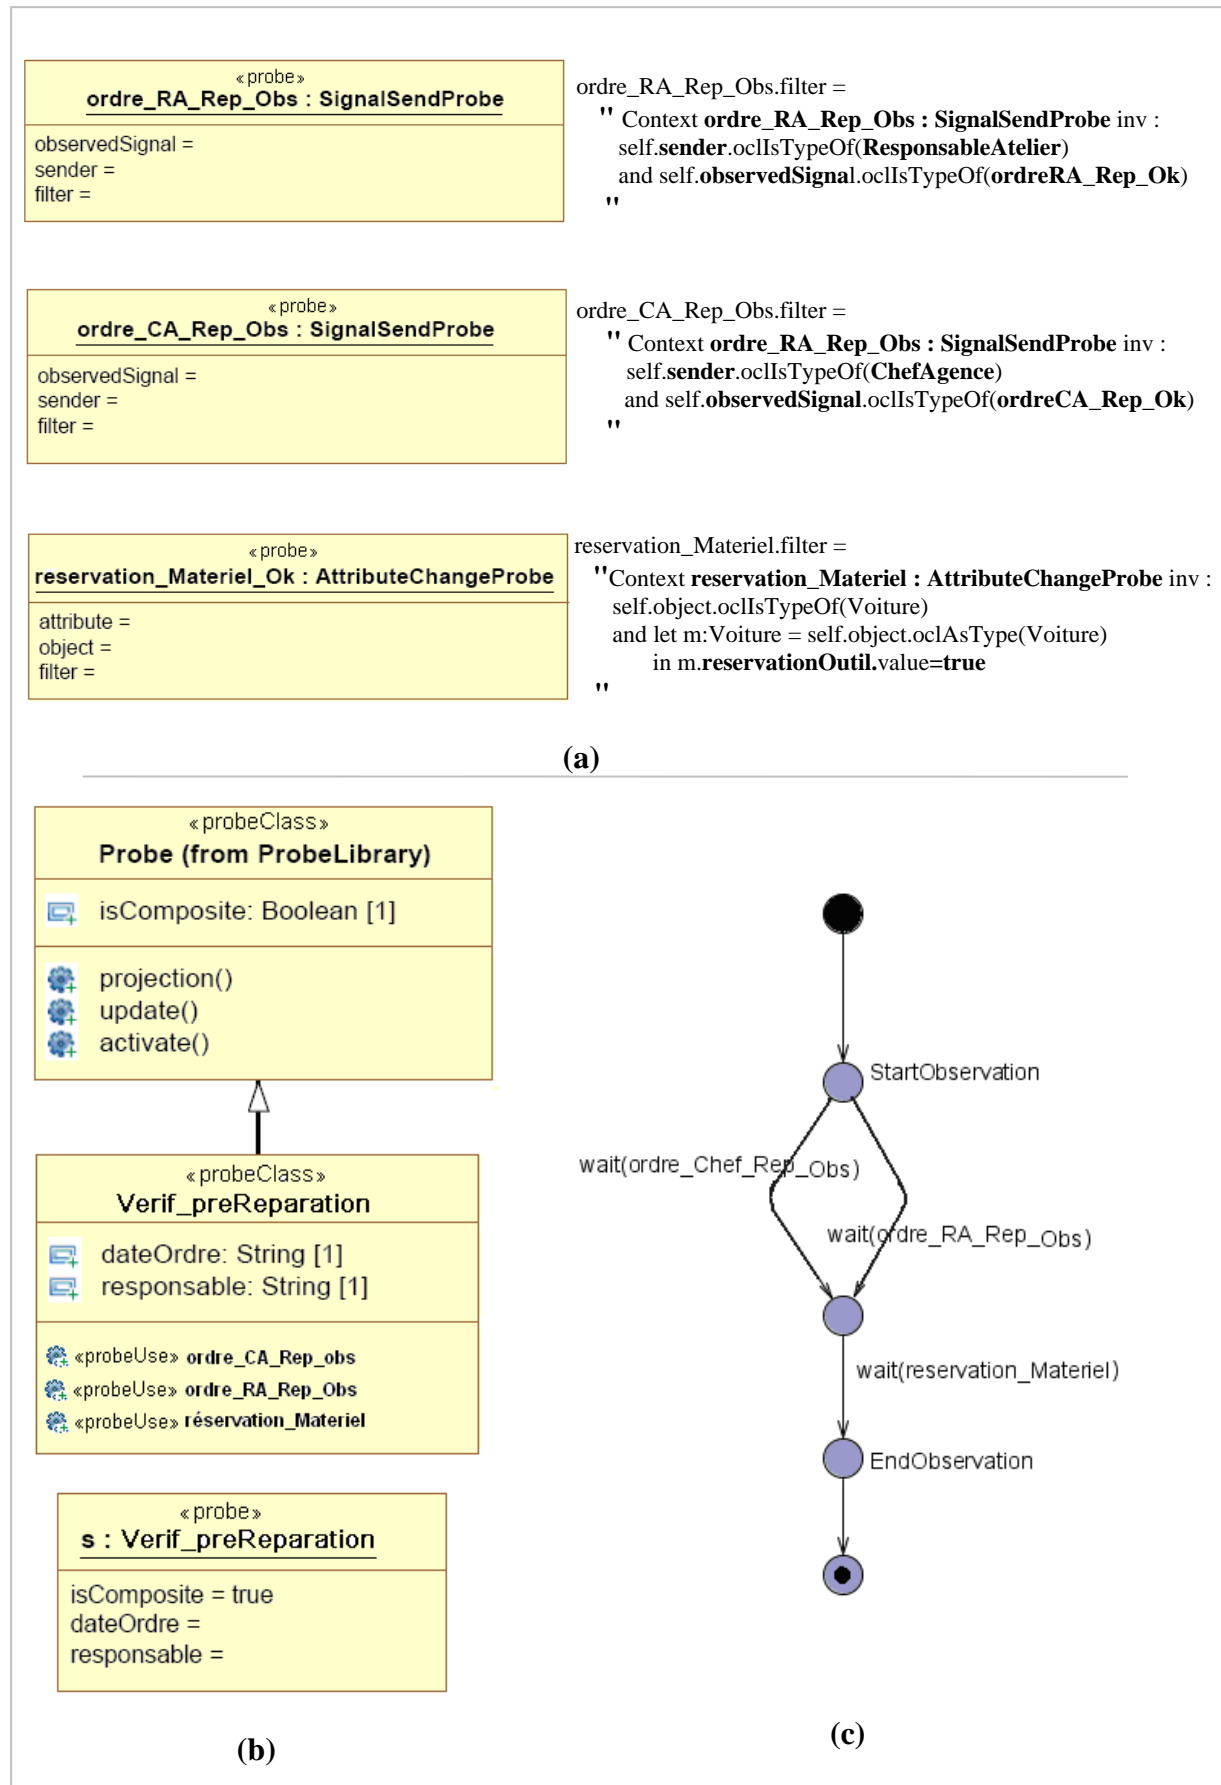 «probe»
ordre_RA_Rep_Obs : SignalSendProbe
observedSignal =
sender =
filter =
ordre_RA_Rep_Obs.filter =
" Context ordre_RA_Rep_Obs : SignalSendProbe inv :
self.sender.oclIsTypeOf(ResponsableAtelier)
and self.observedSignal.oclIsTypeOf(ordreRA_Rep_Ok)
"
«probe»
ordre_CA_Rep_Obs : SignalSendProbe
observedSignal =
sender =
filter =
ordre_CA_Rep_Obs.filter =
" Context ordre_RA_Rep_Obs : SignalSendProbe inv :
self.sender.oclIsTypeOf(ChefAgence)
and self.observedSignal.oclIsTypeOf(ordreCA_Rep_Ok)
"
«probe»
reservation_Materiel_Ok : AttributeChangeProbe
attribute =
object =
filter =
reservation_Materiel.filter =
"Context reservation_Materiel : AttributeChangeProbe inv :
self.object.oclIsTypeOf(Voiture)
and let m:Voiture = self.object.oclAsType(Voiture)
in m.reservationOutil.value=true
"
(a)
«probeClass»
Probe (from ProbeLibrary)
isComposite: Boolean [1]
projection()
update()
activate()
«probeClass»
Verif_preReparation
dateOrdre: String [1]
responsable: String [1]
«probeUse» ordre_CA_Rep_obs
«probeUse» ordre_RA_Rep_Obs
«probeUse» réservation_Materiel
«probe»
s : Verif_preReparation
isComposite = true
dateOrdre =
responsable =
(b)
StartObservation
wait(ordre_Chef_Rep_Obs)
wait(ordre_RA_Rep_Obs)
wait(reservation_Materiel)
EndObservation
(c)